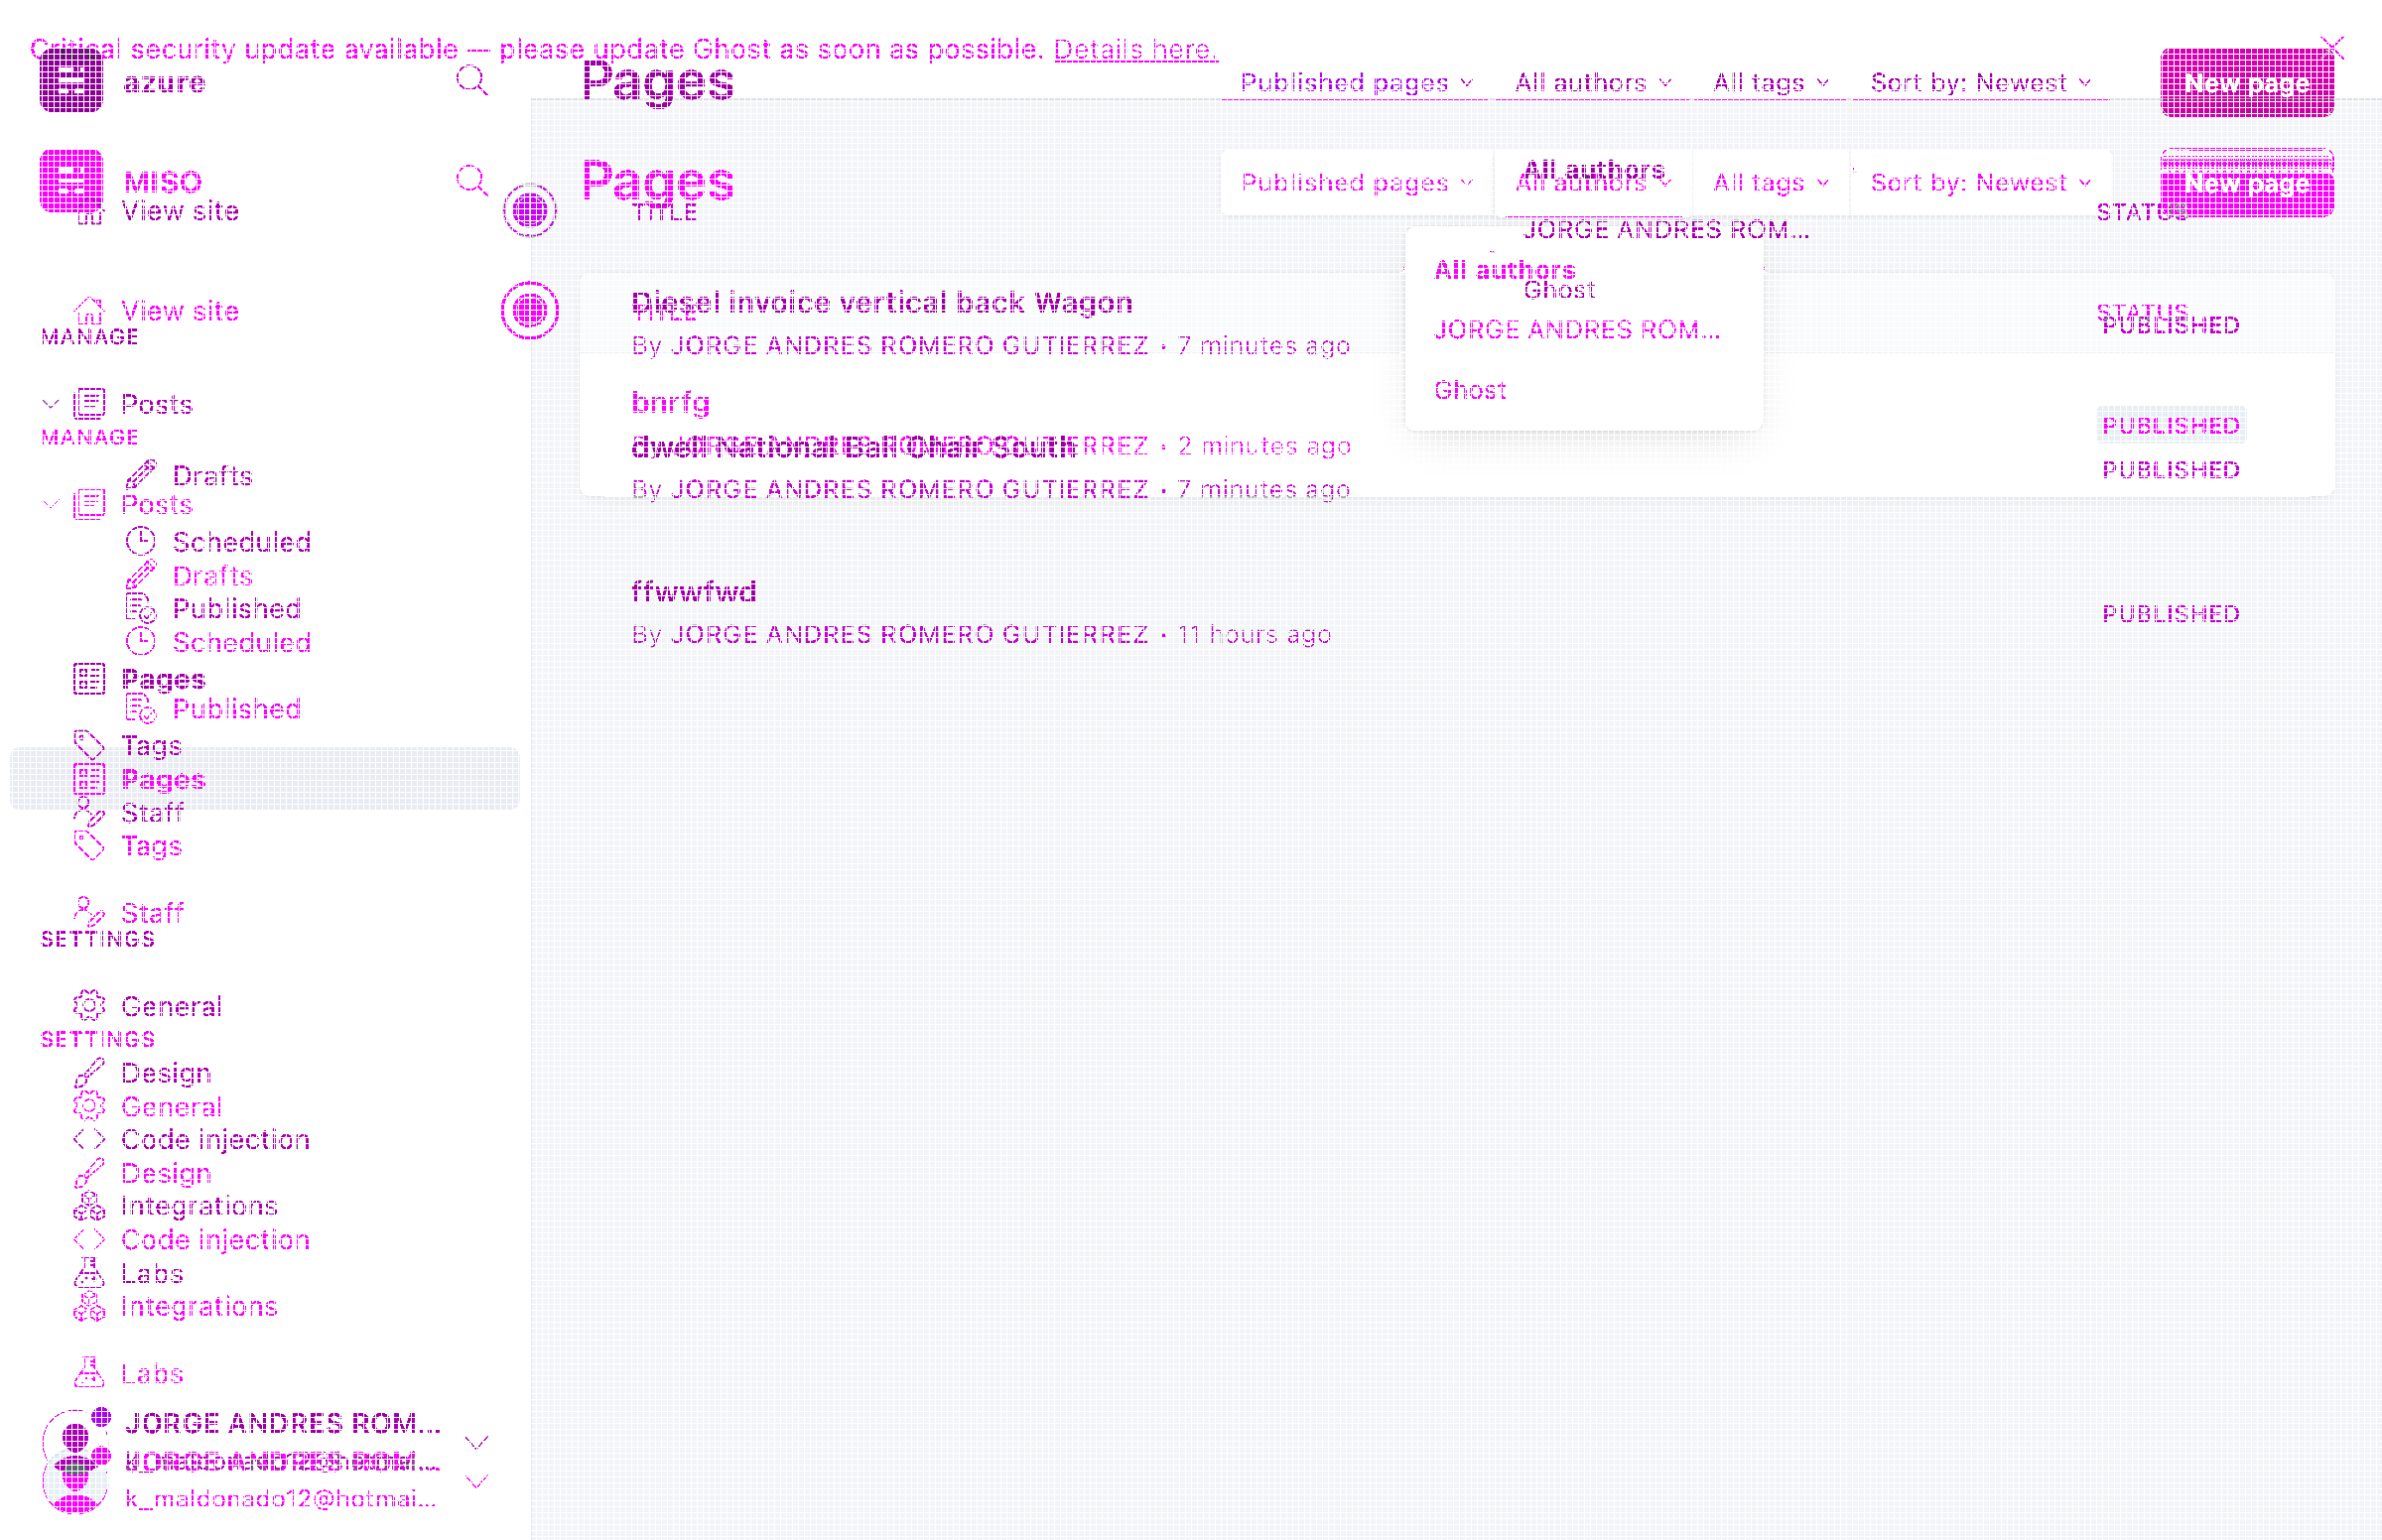 Critical security update available — please update Ghost as soon as possible. Details here.
azure
Pages
Published pages
All authors
All tags
Sort by: Newest
New page
MISO
Pages
Published pages
All authors
All tags
Sort by: Newest
New page
All authors
View site
TITLE
STATUS
JORGE ANDRES ROM...
All authors
Ghost
View site
TITLE
STATUS
Diesel invoice vertical back Wagon
PUBLISHED
JORGE ANDRES ROM...
MANAGE
By JORGE ANDRES ROMERO GUTIERREZ • 7 minutes ago
Ghost
Posts
bnrfg
PUBLISHED
MANAGE
dwell National Ball Ohair South
By JORGE ANDRES ROMERO GUTIERREZ • 2 minutes ago
PUBLISHED
Drafts
By JORGE ANDRES ROMERO GUTIERREZ • 7 minutes ago
Posts
Scheduled
Drafts
ffwwfwd
Published
PUBLISHED
Scheduled
By JORGE ANDRES ROMERO GUTIERREZ • 11 hours ago
Pages
Published
Tags
Pages
Staff
Tags
Staff
SETTINGS
General
SETTINGS
Design
General
Code injection
Design
Integrations
Code injection
Labs
Integrations
Labs
JORGE ANDRES ROM...
JORGE ANDRES ROM...
k_maldonado12@hotmai...